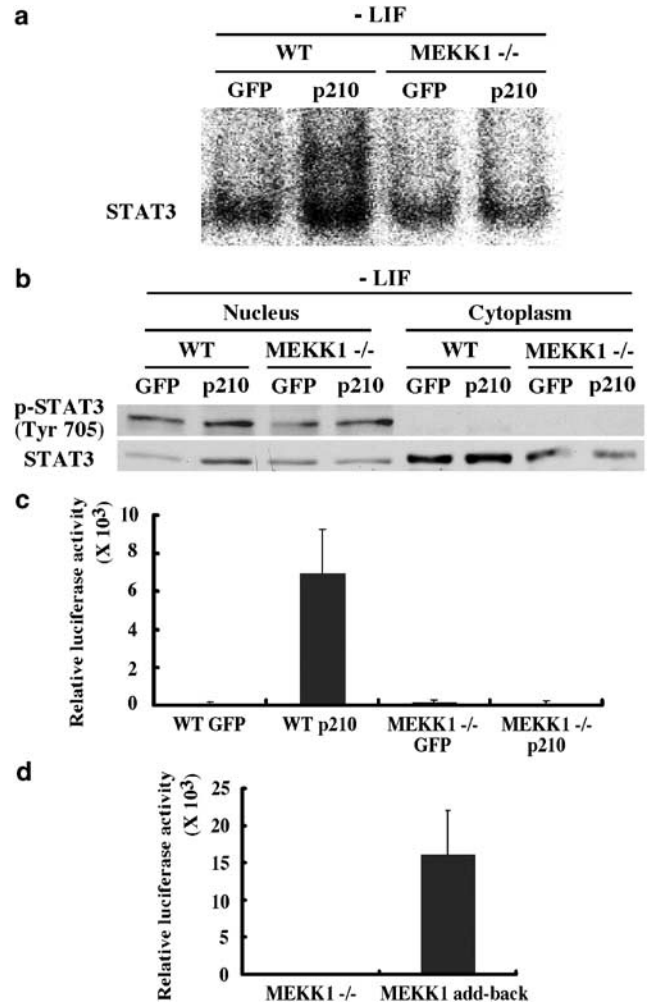 a
- LIF
WT MEKK1 -/-
GFP p210 GFP p210
STAT3
b
- LIF
Nucleus Cytoplasm
WT MEKK1 -/- WT MEKK1 -/-
GFP p210 GFP p210 GFP p210 GFP p210
p-STAT3
(Tyr 705)
STAT3
c
Relative luciferase activity
(X 10³)
10
8
6
4
2
0
WT GFP WT p210 MEKK1 -/- MEKK1 -/-
GFP p210
d
Relative luciferase activity
(X 10³)
25
20
15
10
5
0
MEKK1 -/- MEKK1 add-back